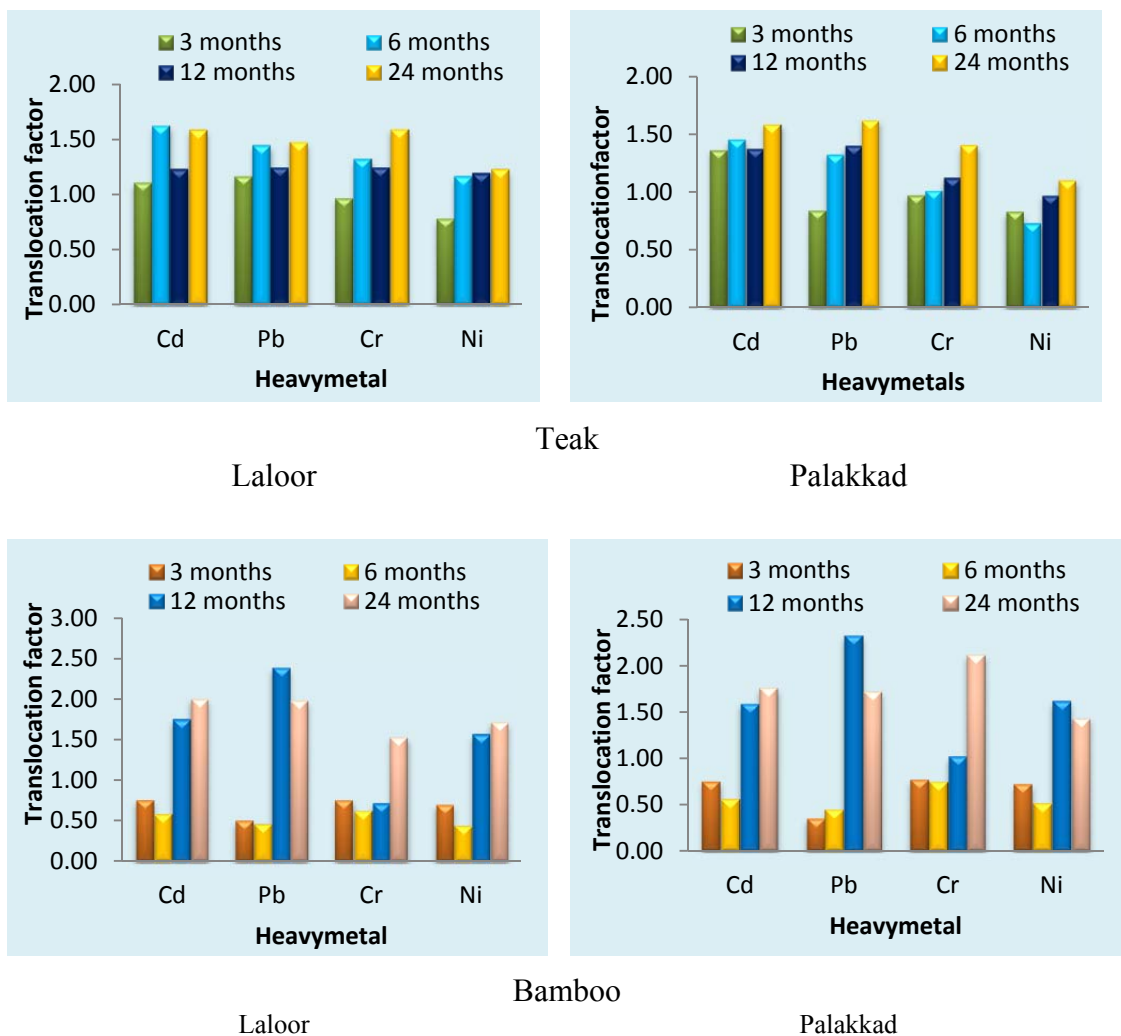 3 months 6 months
12 months 24 months
Translocation factor
2.00
1.50
1.00
0.50
0.00
Cd Pb Cr Ni
Heavymetal
3 months 6 months
12 months 24 months
Translocationfactor
2.00
1.50
1.00
0.50
0.00
Cd Pb Cr Ni
Heavymetals
Teak
Laloor Palakkad
3 months 6 months
12 months 24 months
Translocation factor
3.00
2.50
2.00
1.50
1.00
0.50
0.00
Cd Pb Cr Ni
Heavymetal
3 months 6 months
12 months 24 months
Translocation factor
2.50
2.00
1.50
1.00
0.50
0.00
Cd Pb Cr Ni
Heavymetal
Bamboo
Laloor Palakkad